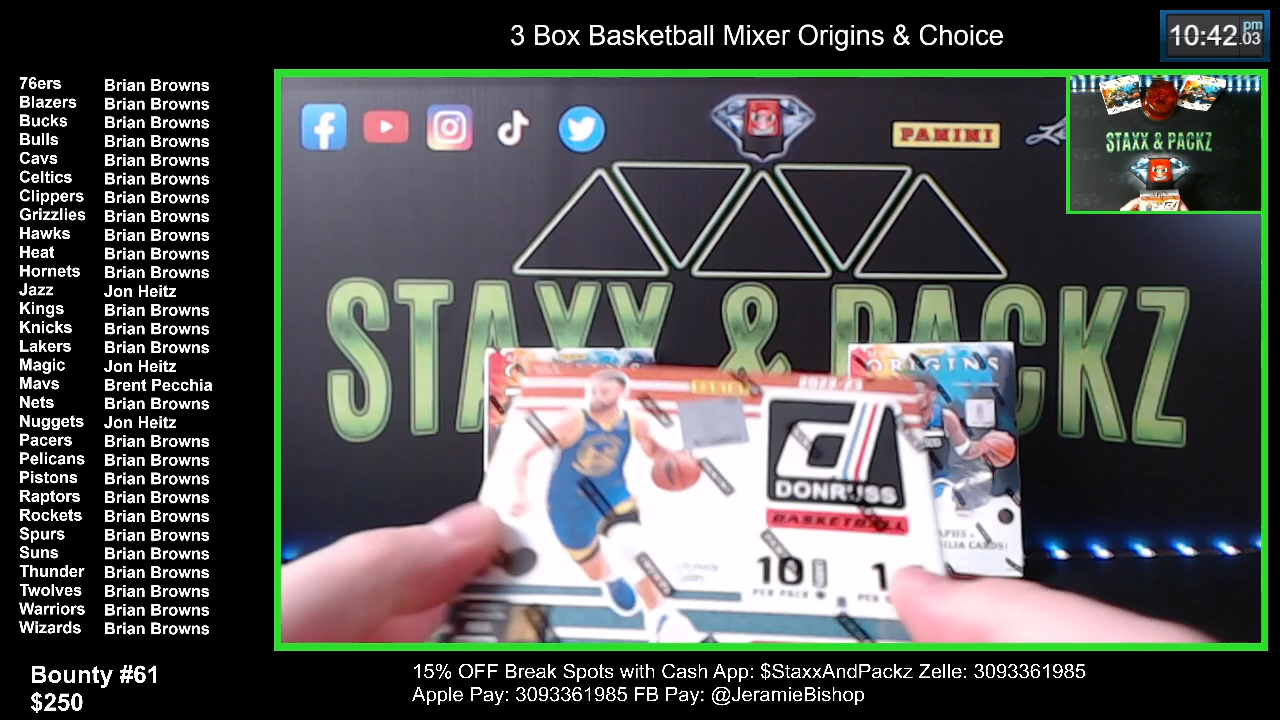 3 Box Basketball Mixer Origins & Choice
10:42 pm .03
76ers Brian Browns
Blazers Brian Browns
Bucks Brian Browns
Bulls Brian Browns
Cavs Brian Browns
Celtics Brian Browns
Clippers Brian Browns
Grizzlies Brian Browns
Hawks Brian Browns
Heat Brian Browns
Hornets Brian Browns
Jazz Jon Heitz
Kings Brian Browns
Knicks Brian Browns
Lakers Brian Browns
Magic Jon Heitz
Mavs Brent Pecchia
Nets Brian Browns
Nuggets Jon Heitz
Pacers Brian Browns
Pelicans Brian Browns
Pistons Brian Browns
Raptors Brian Browns
Rockets Brian Browns
Spurs Brian Browns
Suns Brian Browns
Thunder Brian Browns
Twolves Brian Browns
Warriors Brian Browns
Wizards Brian Browns
Bounty #61
$250
PANINI
STAXX & PACKZ
STAXX & PACKZ
ORIGINS
PANINI
DONRUSS
BASKETBALL
10
PER PACK
1
15% OFF Break Spots with Cash App: $StaxxAndPackz Zelle: 3093361985
Apple Pay: 3093361985 FB Pay: @JeramieBishop